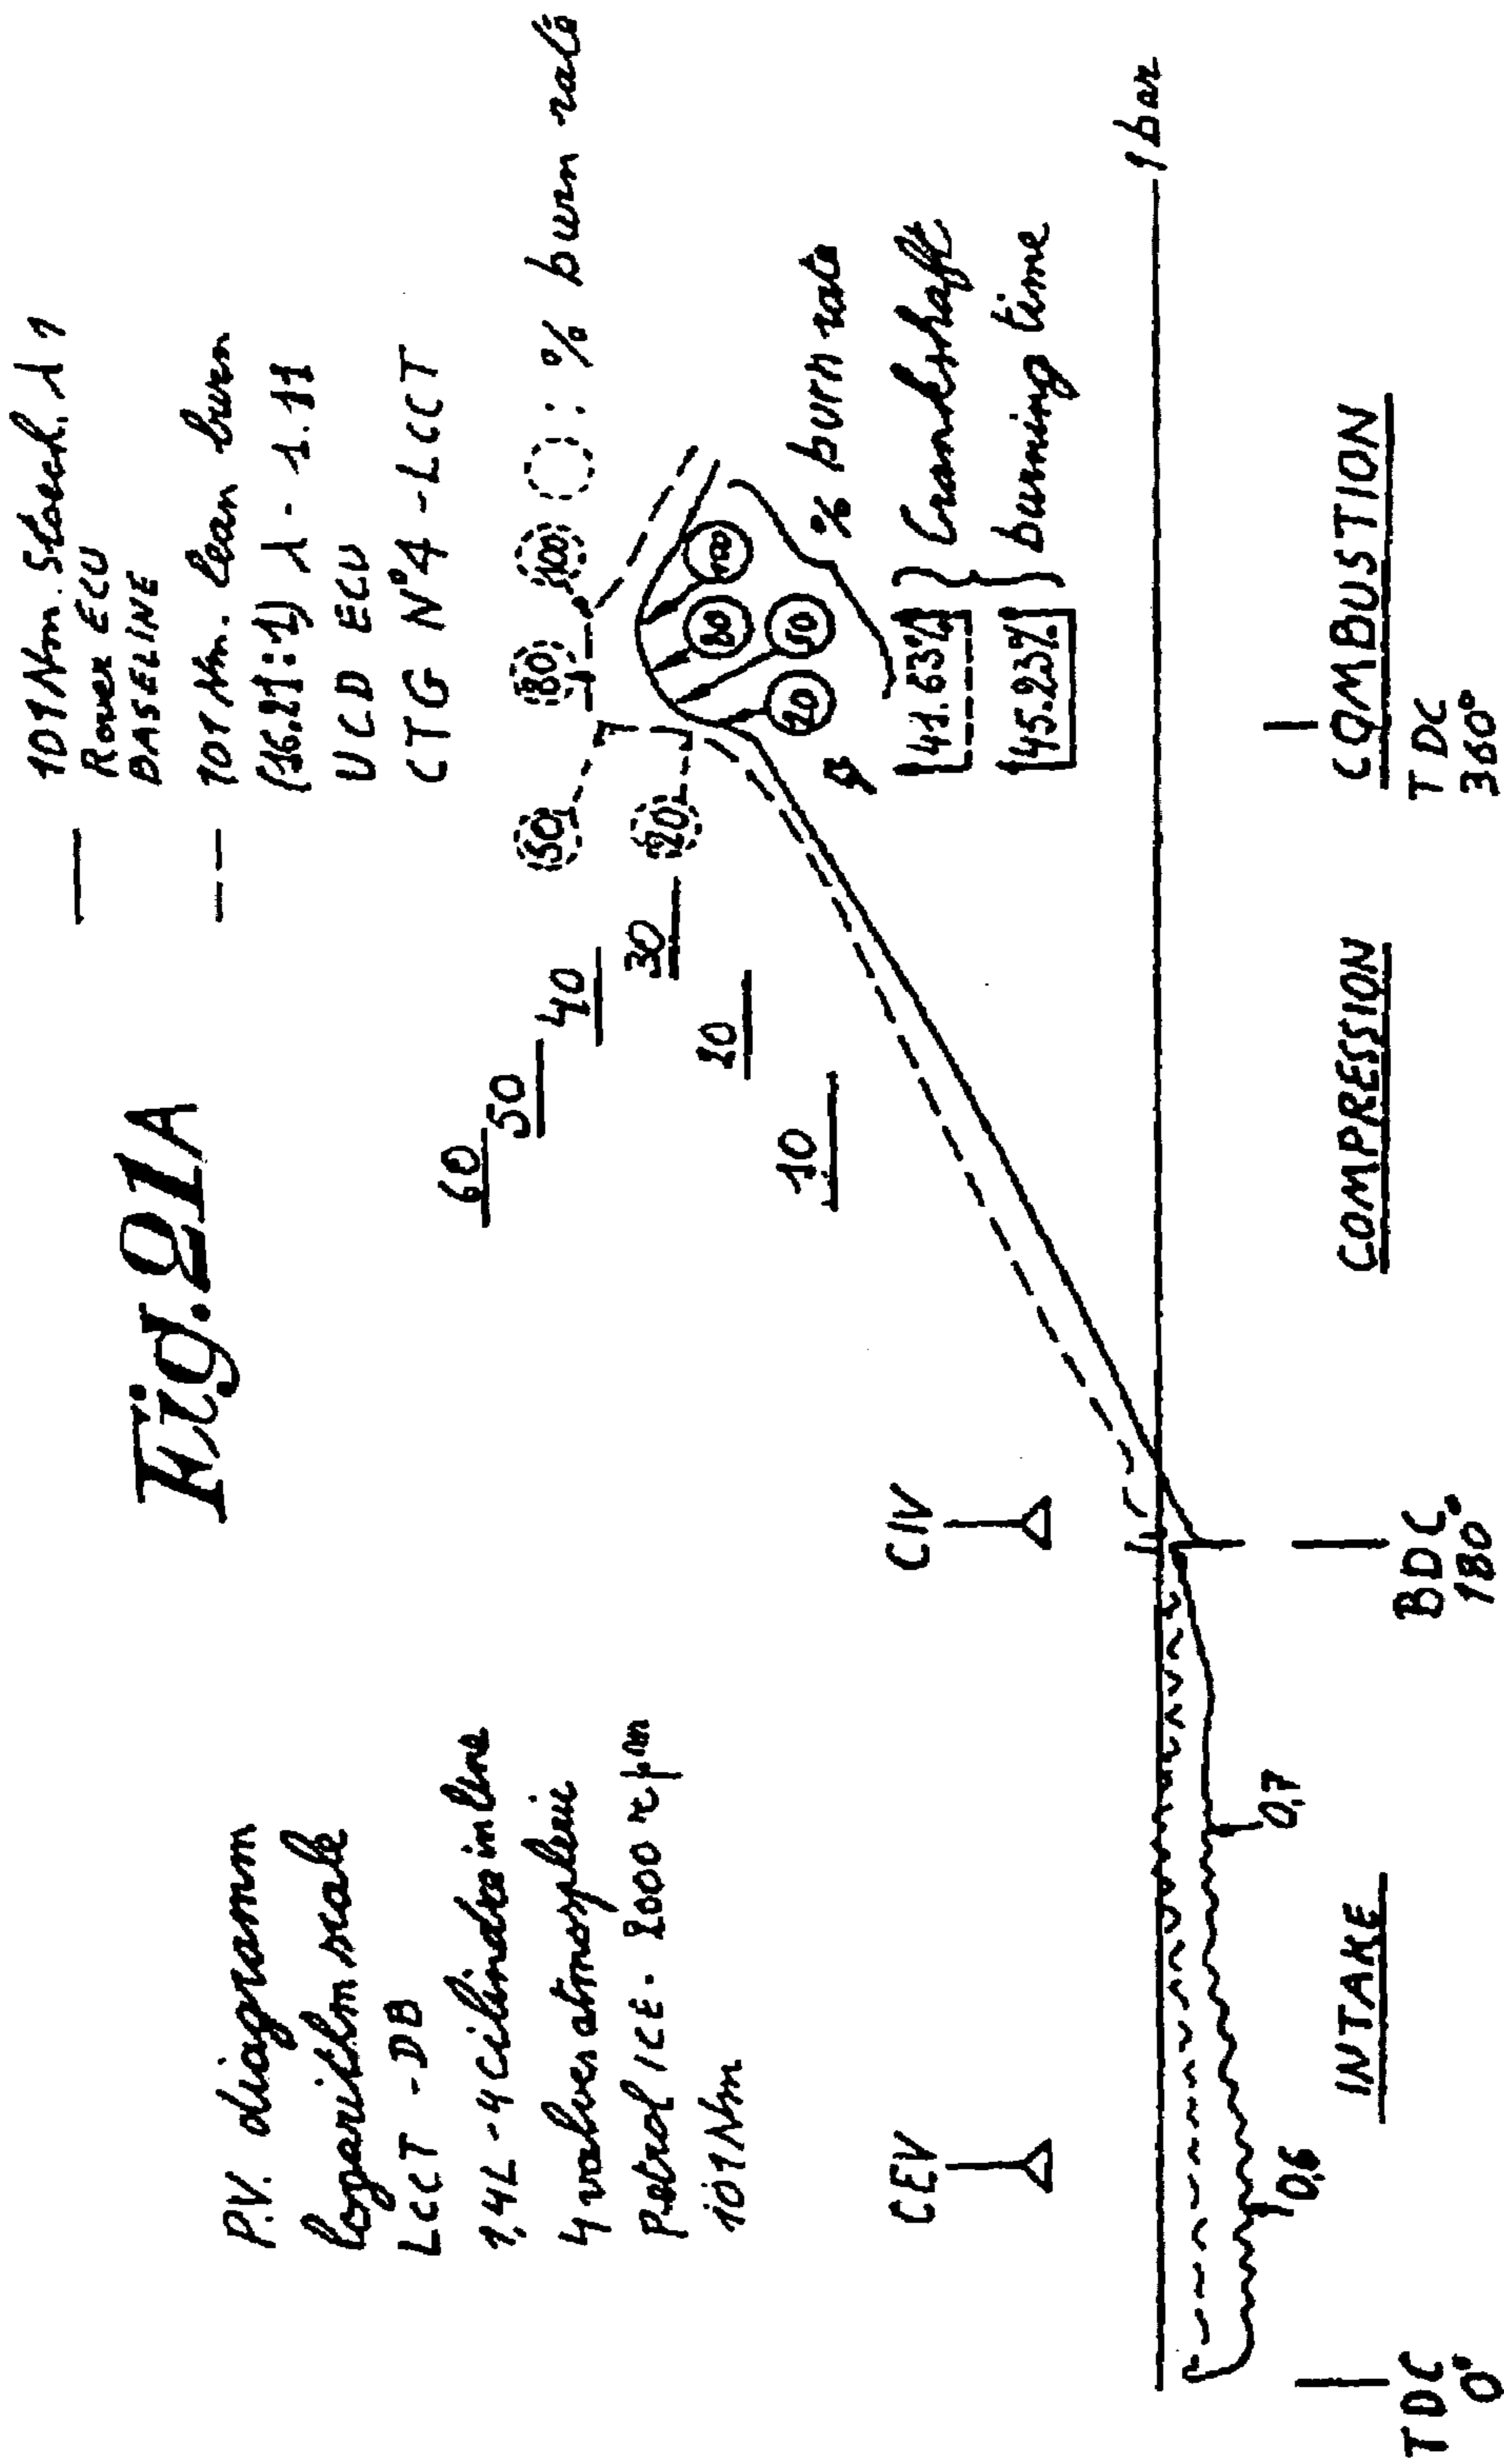 Fig. 21A
P.V. diagramm
logarithm scale
LCCT - DB
1,4L - 4 cilinders in line
4 valves atmospheric
petrol ICE. 2000 rpm
101 Nm
101 Nm. Stoech. λ 1
Rover ECU
BASELINE
101 Nm. lean burn
(16.21:1) λ - 1.11
UCD ECU
CTG N°4 - LCCT
60
50
40
30
20
10
50
80
100
: % burn rate
20
20
50
80
100
% burn rate
41.63%
45.23%
Crankshaft
burning time
CEV
CIV
1 bar
0,6
0,7
INTAKE
COMPRESSION
COMBUSTION
TDC
0°
BDC
180°
TDC
360°